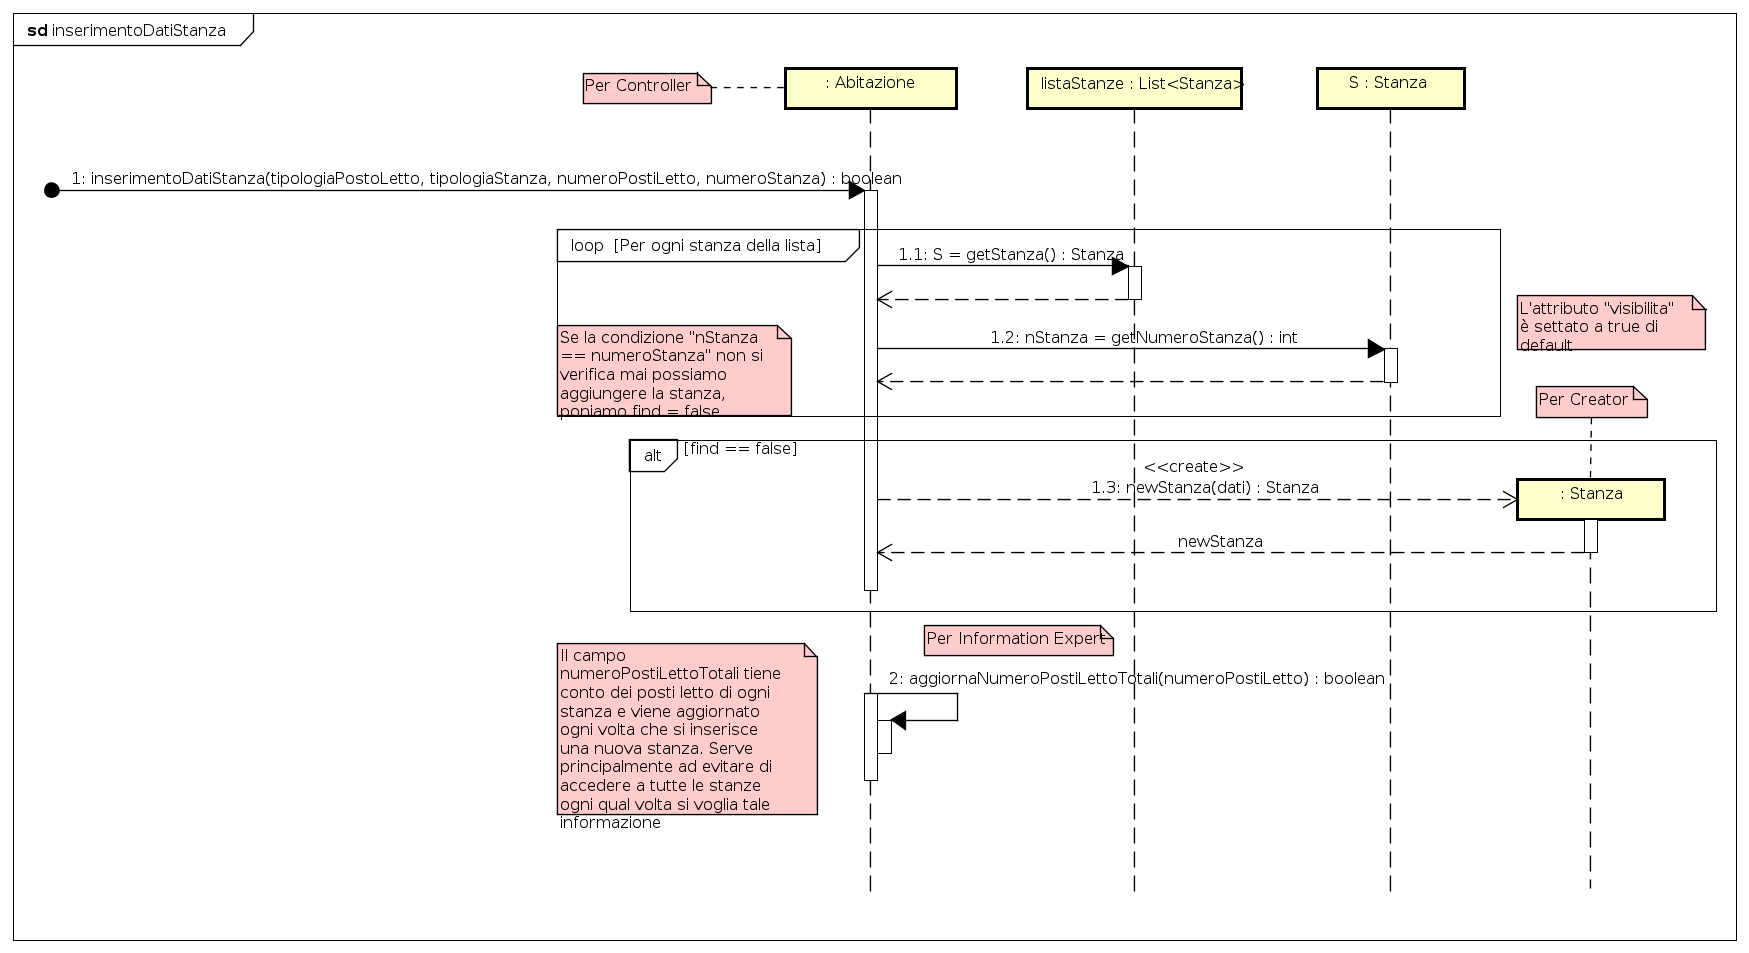 sd inserimentoDatiStanza
Per Controller
: Abitazione
listaStanze : List<Stanza>
S : Stanza
1: inserimentoDatiStanza(tipologiaPostoLetto, tipologiaStanza, numeroPostiLetto, numeroStanza) : boolean
loop [Per ogni stanza della lista]
1.1: S = getStanza() : Stanza
L'attributo "visibilita"
è settato a true di
default
Se la condizione "nStanza
== numeroStanza" non si
verifica mai possiamo
aggiungere la stanza,
poniamo find = false
1.2: nStanza = getNumeroStanza() : int
Per Creator
alt [find == false]
<<create>>
1.3: newStanza(dati) : Stanza
: Stanza
newStanza
Per Information Expert
Il campo
numeroPostiLettoTotali tiene
conto dei posti letto di ogni
stanza e viene aggiornato
ogni volta che si inserisce
una nuova stanza. Serve
principalmente ad evitare di
accedere a tutte le stanze
ogni qual volta si voglia tale
informazione
2: aggiornaNumeroPostiLettoTotali(numeroPostiLetto) : boolean